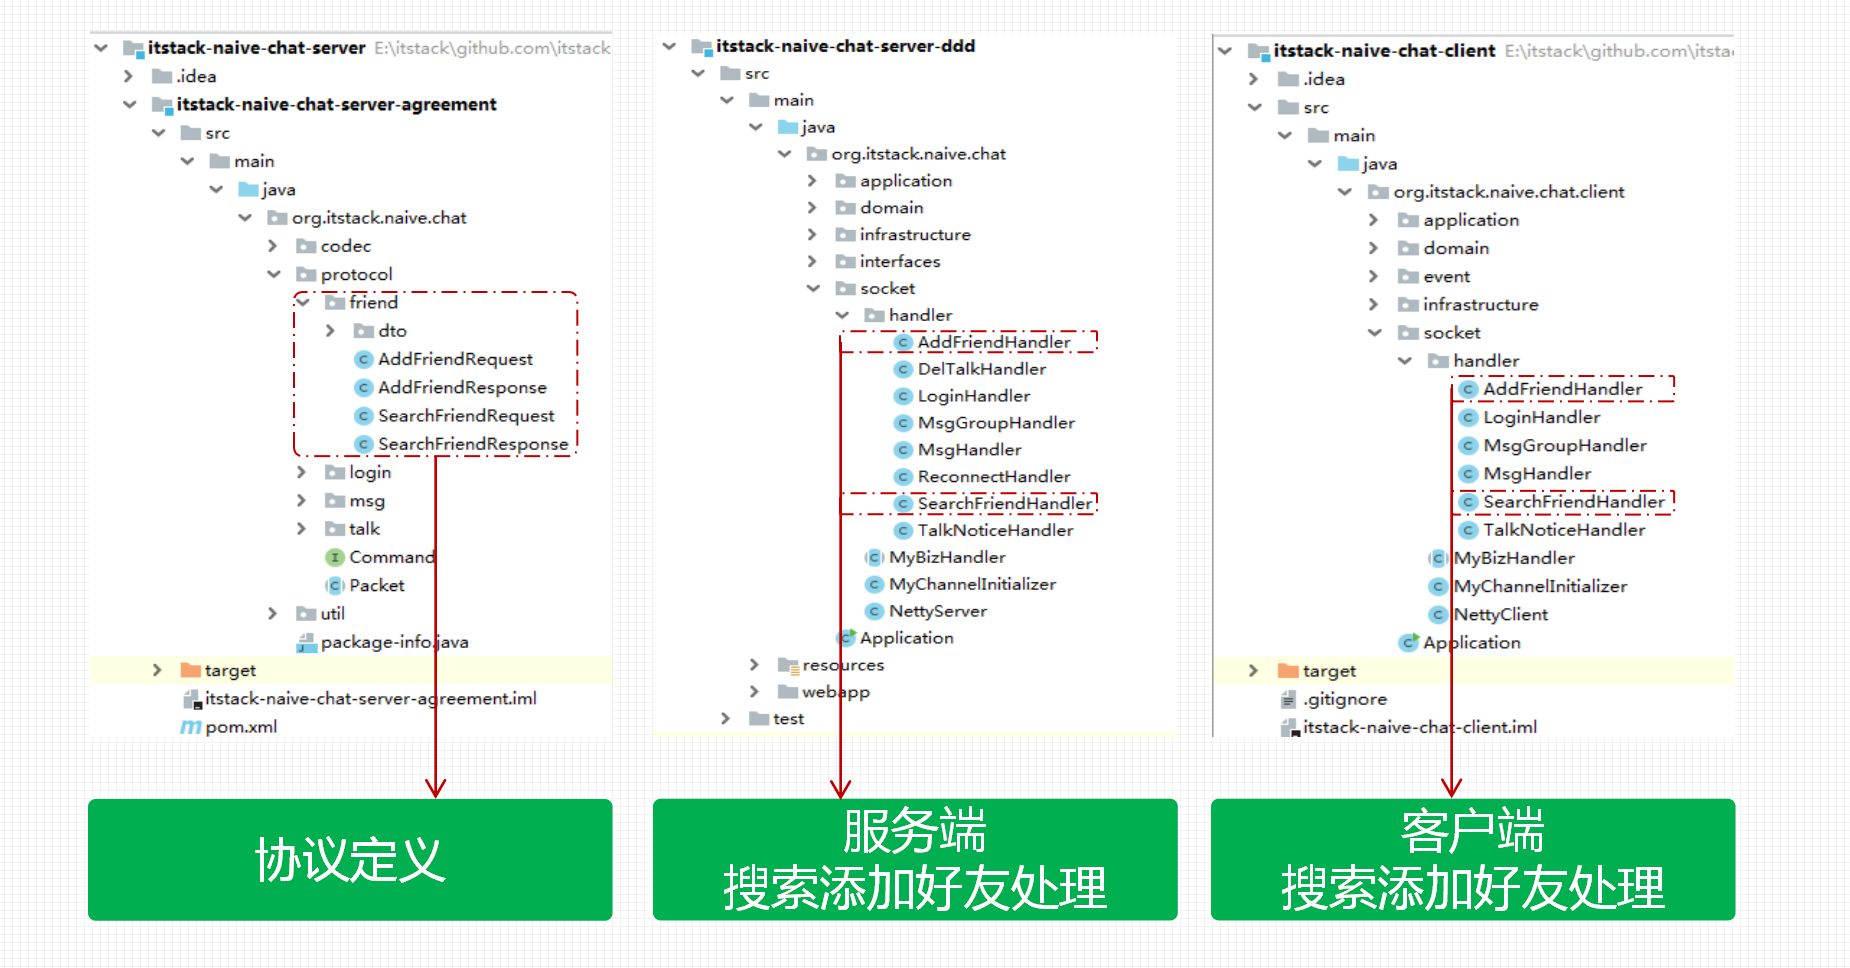 itstack-naive-chat-server E:\itstack\github.com\itstack
.idea
itstack-naive-chat-server-agreement
src
main
java
org.itstack.naive.chat
codec
protocol
friend
dto
AddFriendRequest
AddFriendResponse
SearchFriendRequest
SearchFriendResponse
login
msg
talk
Command
Packet
util
package-info.java
target
itstack-naive-chat-server-agreement.iml
pom.xml
协议定义
itstack-naive-chat-server-ddd
src
main
java
org.itstack.naive.chat
application
domain
infrastructure
interfaces
socket
handler
AddFriendHandler
DelTalkHandler
LoginHandler
MsgGroupHandler
MsgHandler
ReconnectHandler
SearchFriendHandler
TalkNoticeHandler
MyBizHandler
MyChannelInitializer
NettyServer
Application
resources
webapp
test
服务端
搜索添加好友处理
itstack-naive-chat-client E:\itstack\github.com\itsta
.idea
src
main
java
org.itstack.naive.chat.client
application
domain
event
infrastructure
socket
handler
AddFriendHandler
LoginHandler
MsgGroupHandler
MsgHandler
SearchFriendHandler
TalkNoticeHandler
MyBizHandler
MyChannelInitializer
NettyClient
Application
target
.gitignore
itstack-naive-chat-client.iml
客户端
搜索添加好友处理